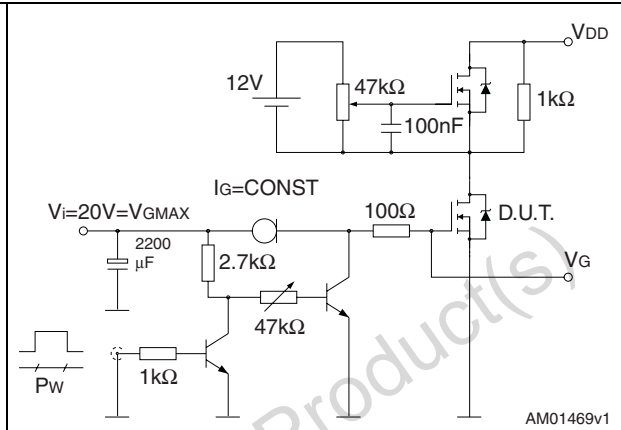 VDD
12V
47kΩ
1kΩ
100nF
IG=CONST
Vi=20V=VGMAX
100Ω
D.U.T.
2200
μF
2.7kΩ
VG
47kΩ
1kΩ
PW
Product(s)
AM01469v1